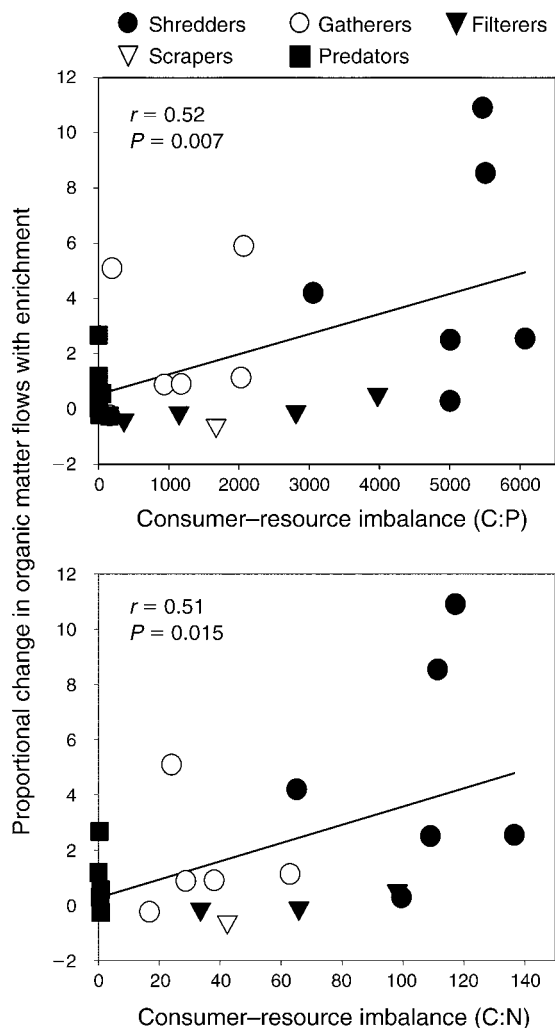 Shredders Gatherers Filterers
Scrapers Predators
12
10
8
6
4
2
0
−2
r = 0.52
P = 0.007
0 1000 2000 3000 4000 5000 6000
Consumer–resource imbalance (C:P)
Proportional change in organic matter flows with enrichment
12
10
8
6
4
2
0
−2
r = 0.51
P = 0.015
0 20 40 60 80 100 120 140
Consumer–resource imbalance (C:N)